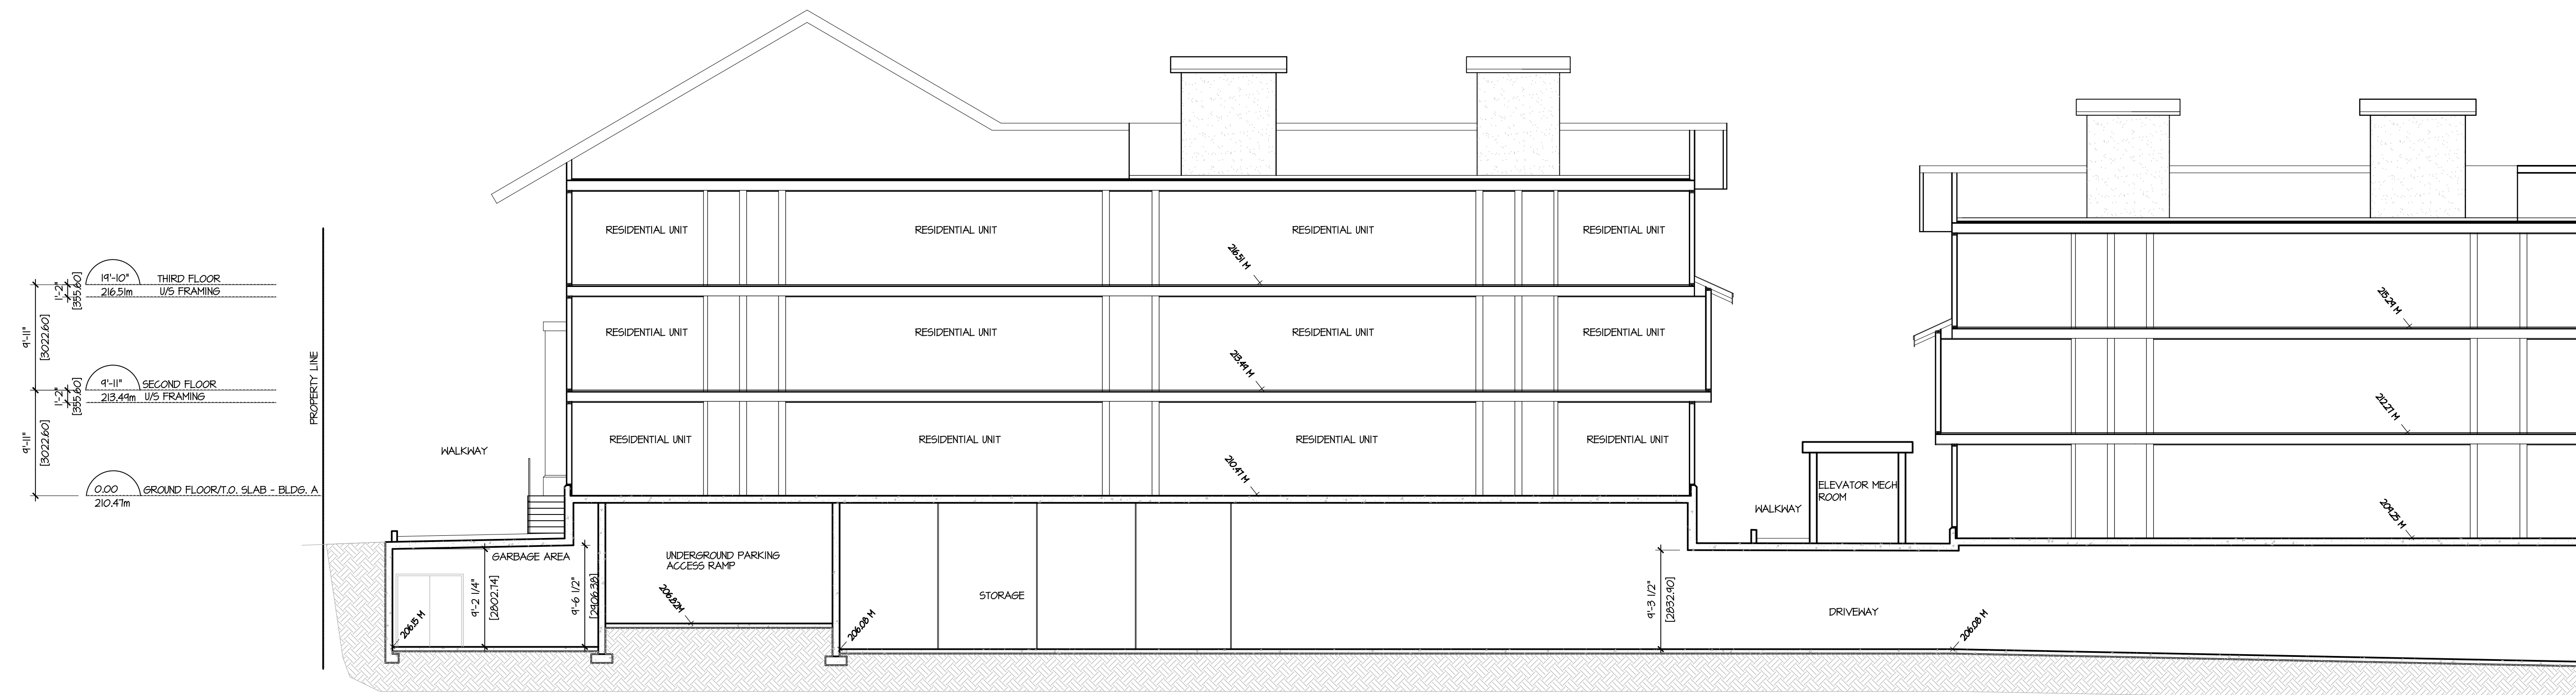 19'-10" THIRD FLOOR
216.51m U/S FRAMING
1'-2"
[355.60]
9'-11"
[3022.60]
9'-11" SECOND FLOOR
213.49m U/S FRAMING
1'-2"
[355.60]
9'-11"
[3022.60]
0.00 GROUND FLOOR/T.O. SLAB - BLDG. A
210.47m
PROPERTY LINE
WALKWAY
RESIDENTIAL UNIT
RESIDENTIAL UNIT
RESIDENTIAL UNIT
RESIDENTIAL UNIT
216.51 M
RESIDENTIAL UNIT
RESIDENTIAL UNIT
RESIDENTIAL UNIT
RESIDENTIAL UNIT
213.49 M
RESIDENTIAL UNIT
RESIDENTIAL UNIT
RESIDENTIAL UNIT
RESIDENTIAL UNIT
210.47 M
GARBAGE AREA
9'-2 1/4"
[2802.74]
9'-6 1/2"
[2906.38]
206.15 M
UNDERGROUND PARKING
ACCESS RAMP
206.82M
206.08 M
STORAGE
9'-3 1/2"
[2832.90]
WALKWAY
ELEVATOR MECH
ROOM
DRIVEWAY
206.08 M
215.29 M
212.27 M
209.25 M